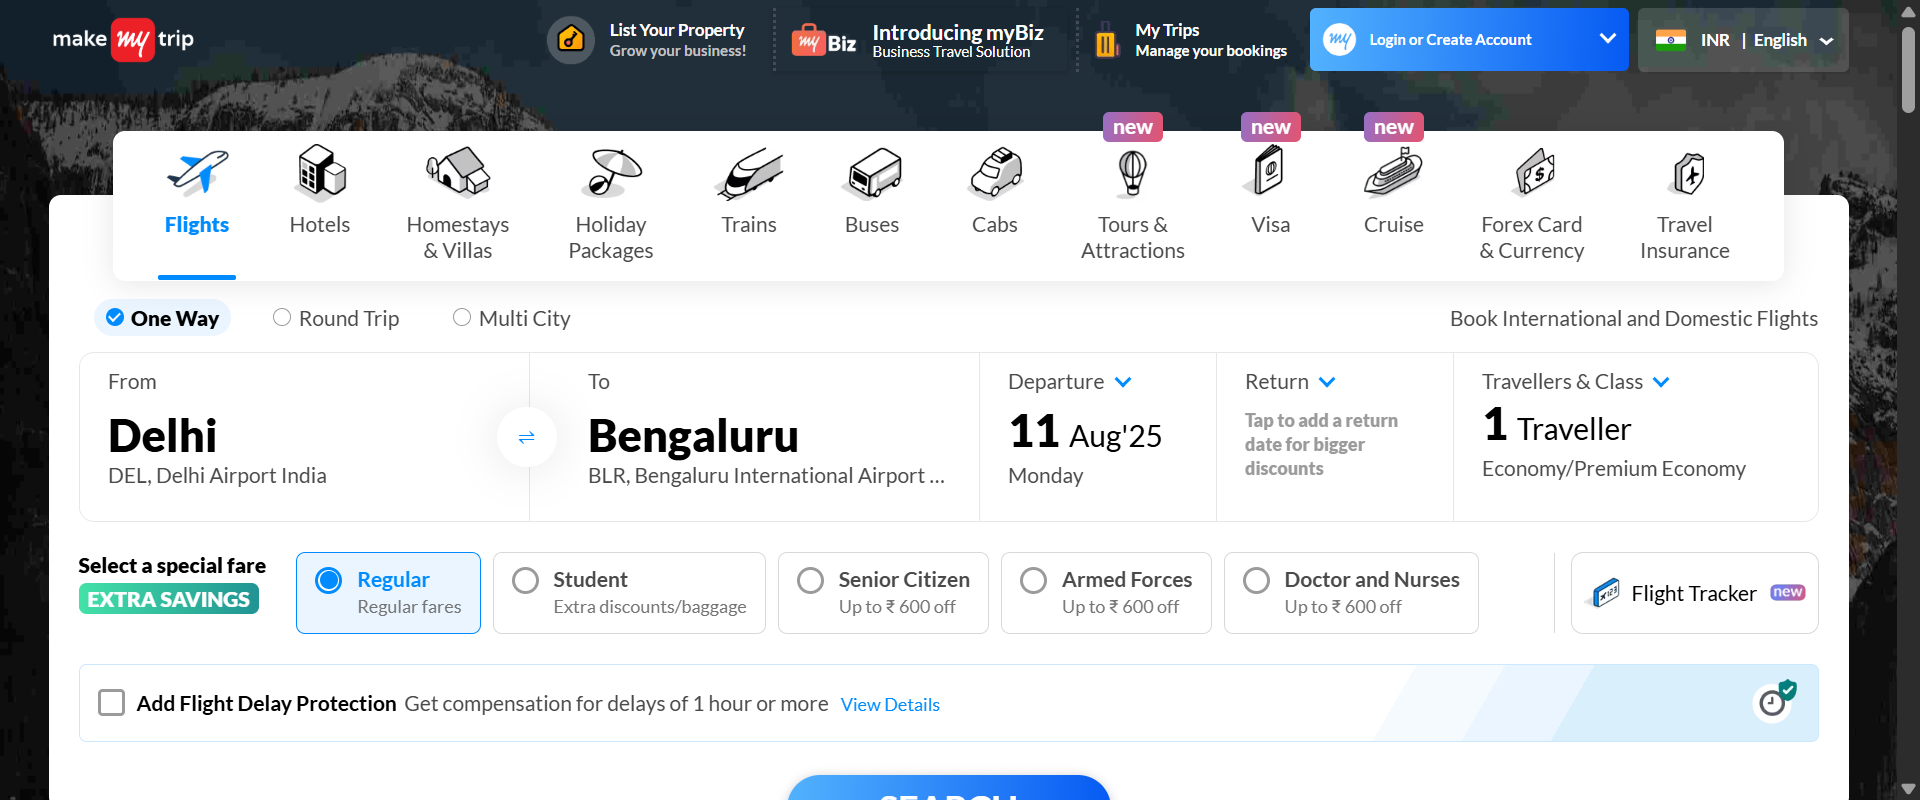 make my trip
List Your Property
Grow your business!
my Biz
Introducing myBiz
Business Travel Solution
My Trips
Manage your bookings
my
Login or Create Account
INR | English
new
new
new
Flights
Hotels
Homestays
& Villas
Holiday
Packages
Trains
Buses
Cabs
Tours &
Attractions
Visa
Cruise
Forex Card
& Currency
Travel
Insurance
One Way
Round Trip
Multi City
Book International and Domestic Flights
From
Delhi
DEL, Delhi Airport India
To
Bengaluru
BLR, Bengaluru International Airport ...
Departure
11 Aug'25
Monday
Return
Tap to add a return
date for bigger
discounts
Travellers & Class
1 Traveller
Economy/Premium Economy
Select a special fare
EXTRA SAVINGS
Regular
Regular fares
Student
Extra discounts/baggage
Senior Citizen
Up to ₹ 600 off
Armed Forces
Up to ₹ 600 off
Doctor and Nurses
Up to ₹ 600 off
Flight Tracker new
Add Flight Delay Protection Get compensation for delays of 1 hour or more View Details
SEARCH